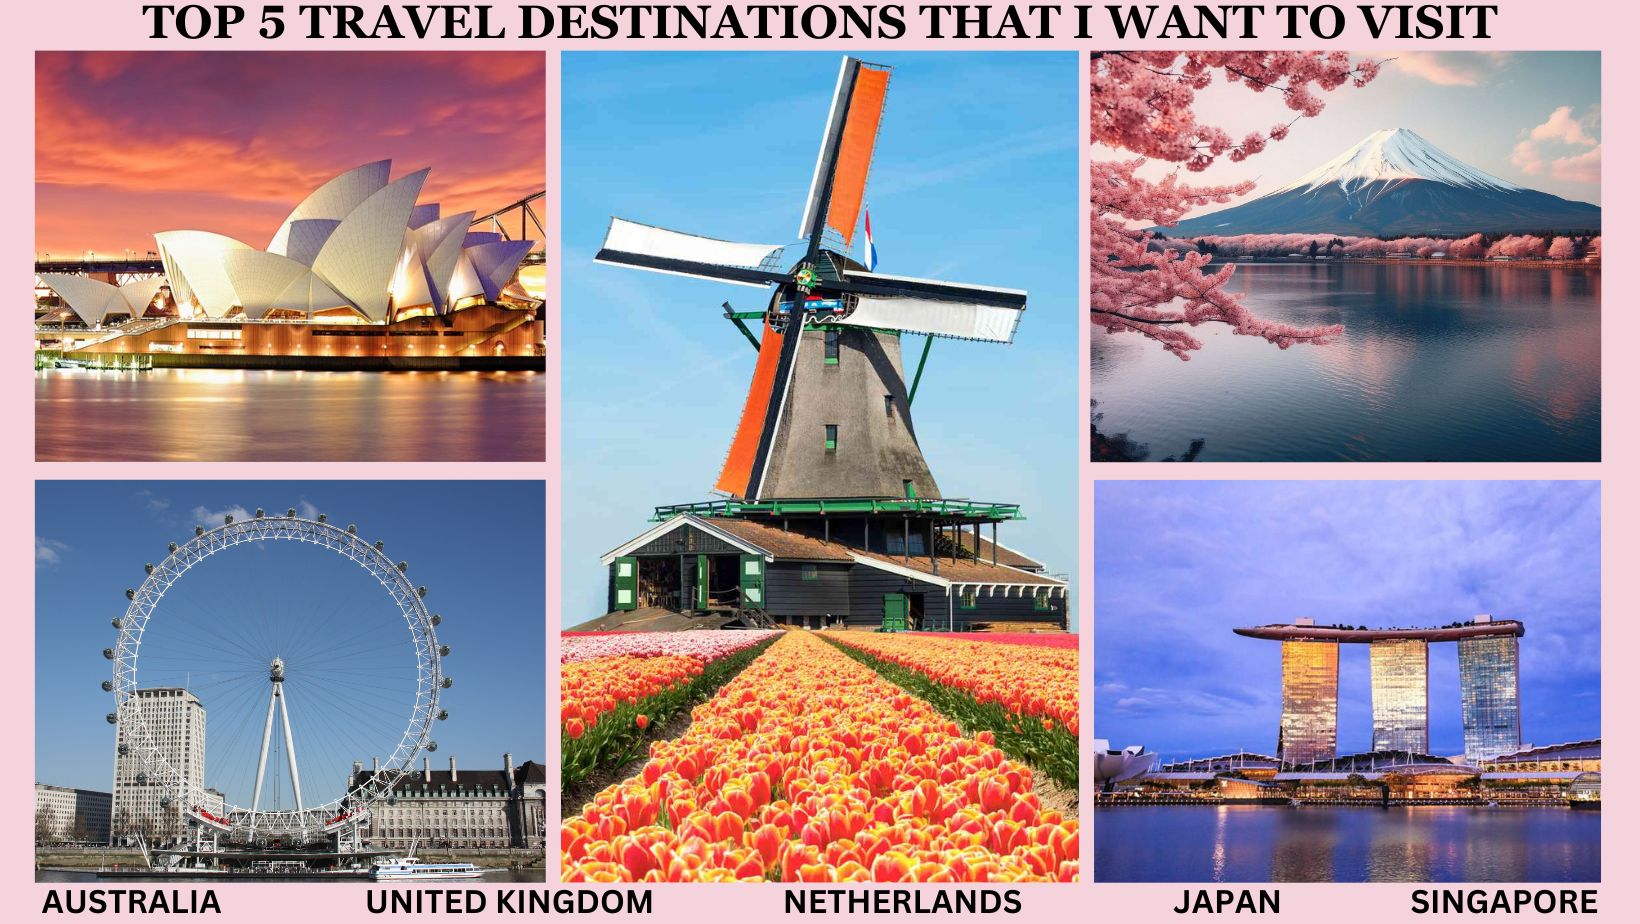 TOP 5 TRAVEL DESTINATIONS THAT I WANT TO VISIT
AUSTRALIA UNITED KINGDOM NETHERLANDS JAPAN SINGAPORE